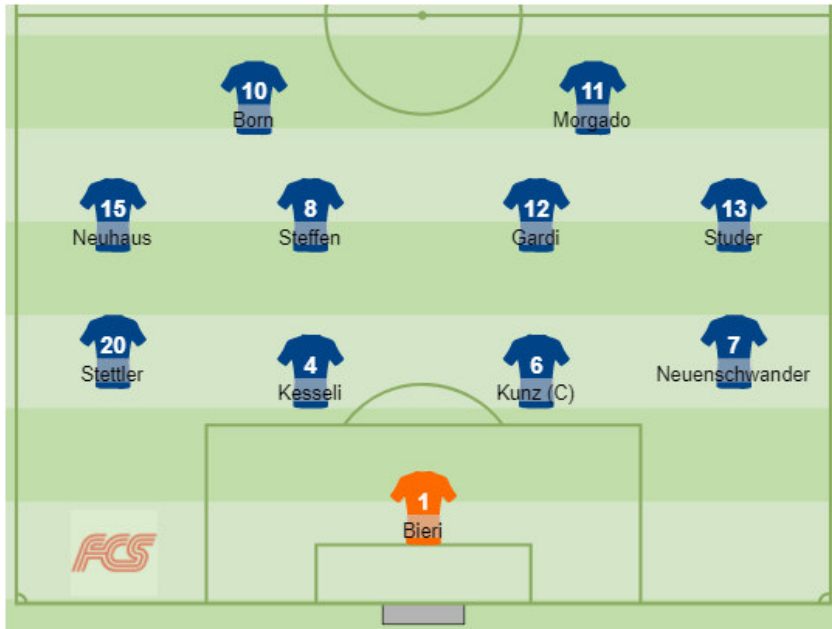 10
Born
11
Morgado
15
Neuhaus
8
Steffen
12
Gardi
13
Studer
20
Stettler
4
Kesseli
6
Kunz (C)
7
Neuenschwander
1
Bieri
FCS